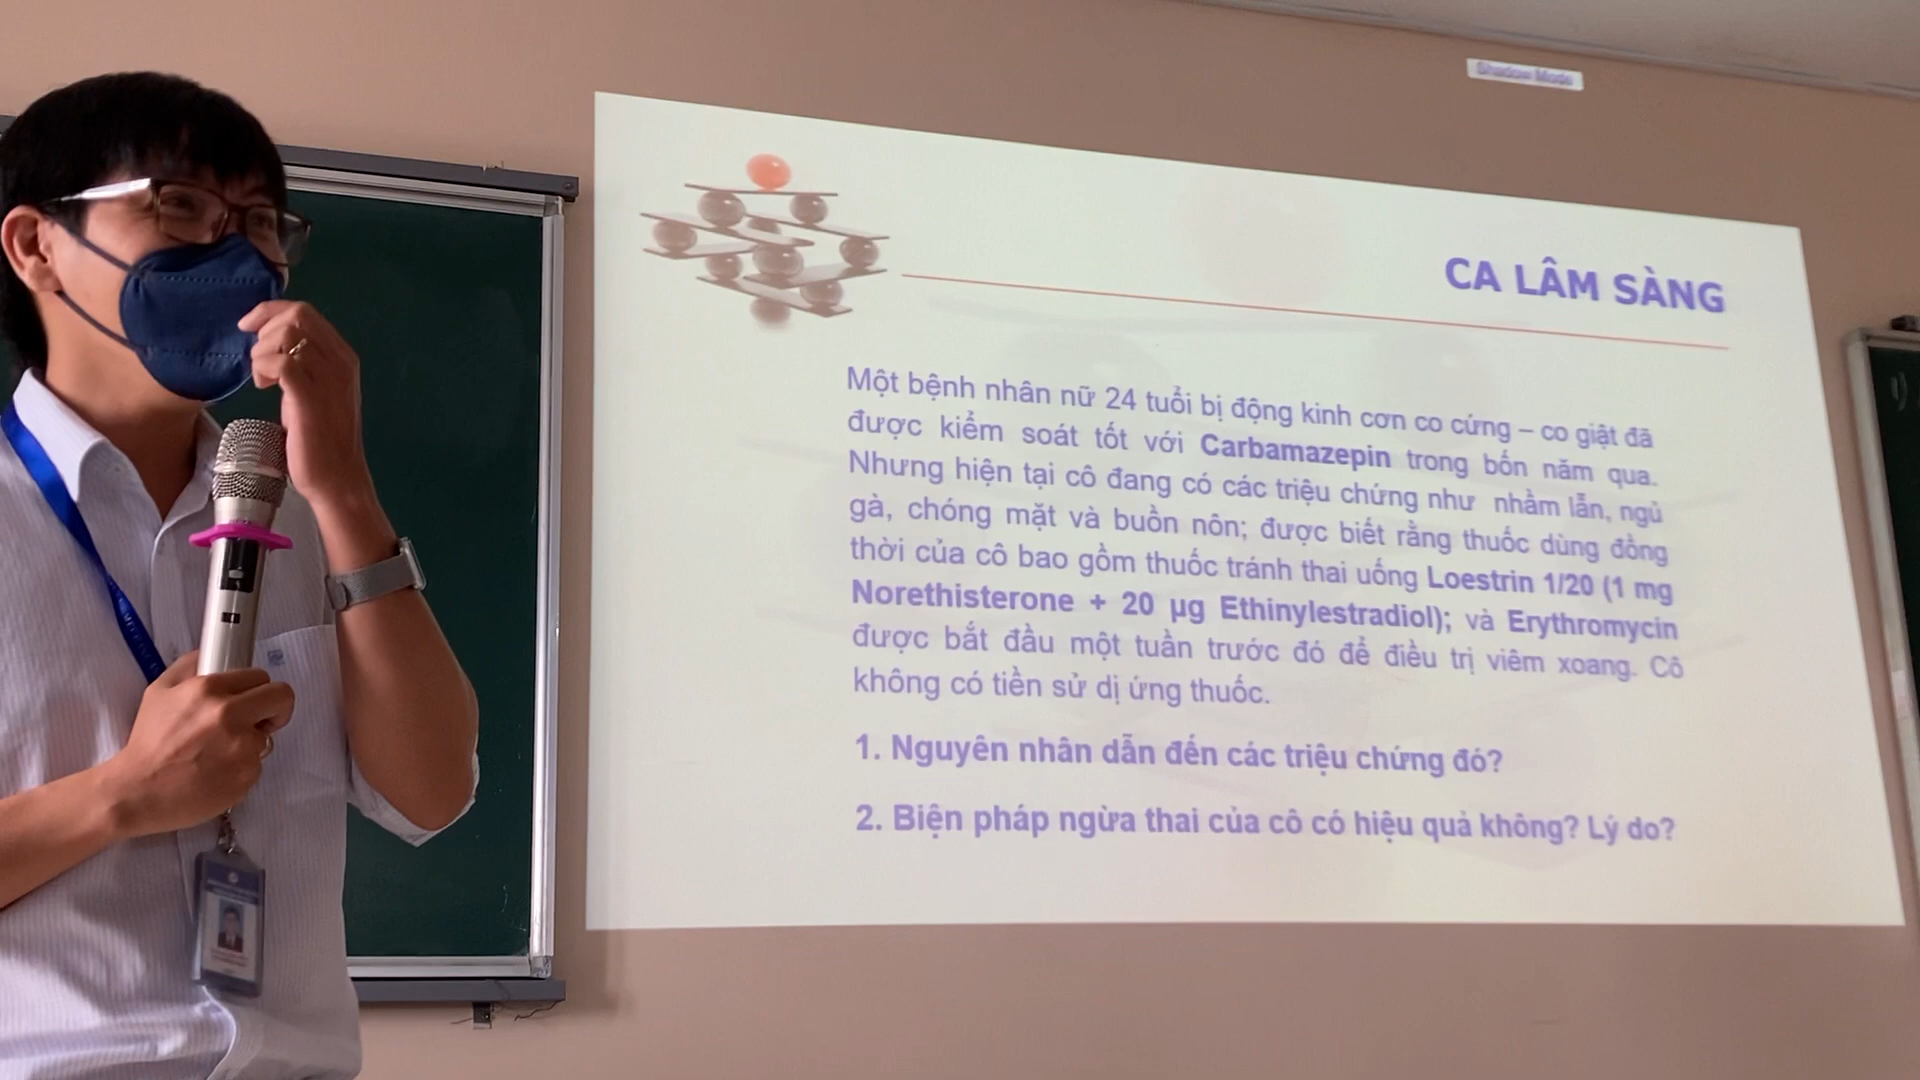 Shadow Mode
CA LÂM SÀNG
Một bệnh nhân nữ 24 tuổi bị động kinh cơn co cứng – co giật đã
được kiểm soát tốt với Carbamazepin trong bốn năm qua.
Nhưng hiện tại cô đang có các triệu chứng như nhầm lẫn, ngủ
gà, chóng mặt và buồn nôn; được biết rằng thuốc dùng đồng
thời của cô bao gồm thuốc tránh thai uống Loestrin 1/20 (1 mg
Norethisterone + 20 µg Ethinylestradiol); và Erythromycin
được bắt đầu một tuần trước đó để điều trị viêm xoang. Cô
không có tiền sử dị ứng thuốc.
1. Nguyên nhân dẫn đến các triệu chứng đó?
2. Biện pháp ngừa thai của cô có hiệu quả không? Lý do?